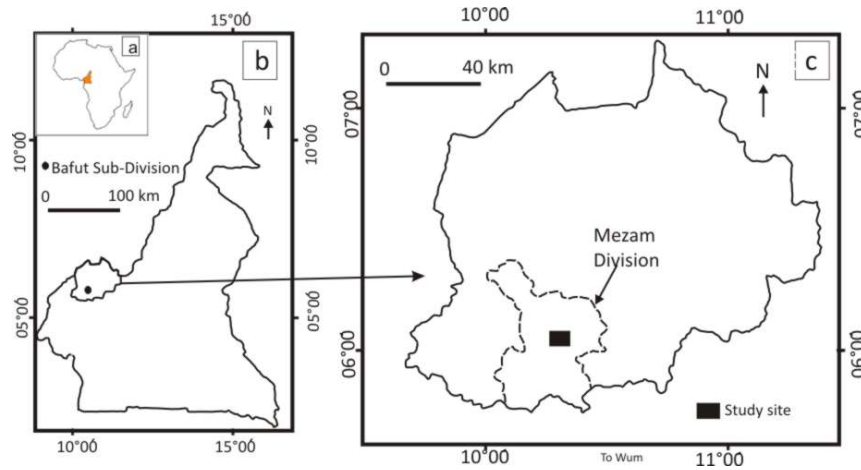 15°00
a
b
N
10°00
10°00
Bafut Sub-Division
0 100 km
05°00
05°00
10°00 15°00
10°00 11°00
c
0 40 km
N
07°00
07°00
Mezam
Division
06°00
06°00
Study site
10°00 11°00
To Wum